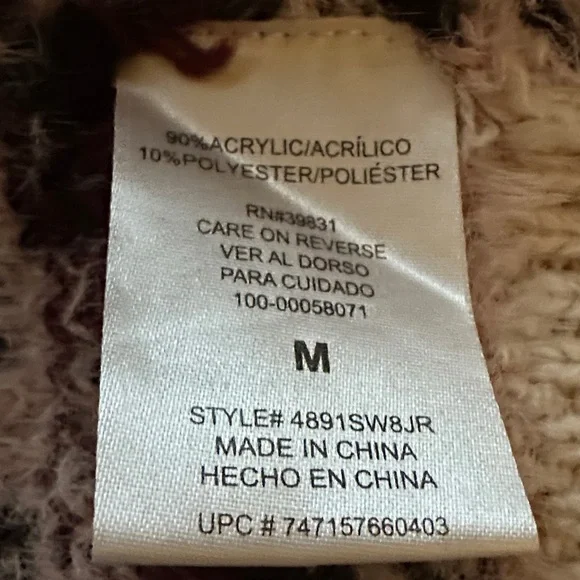 90%ACRYLIC/ACRÍLICO
10%POLYESTER/POLIÉSTER
RN#39831
CARE ON REVERSE
VER AL DORSO
PARA CUIDADO
100-00058071
M
STYLE# 4891SW8JR
MADE IN CHINA
HECHO EN CHINA
UPC # 747157660403